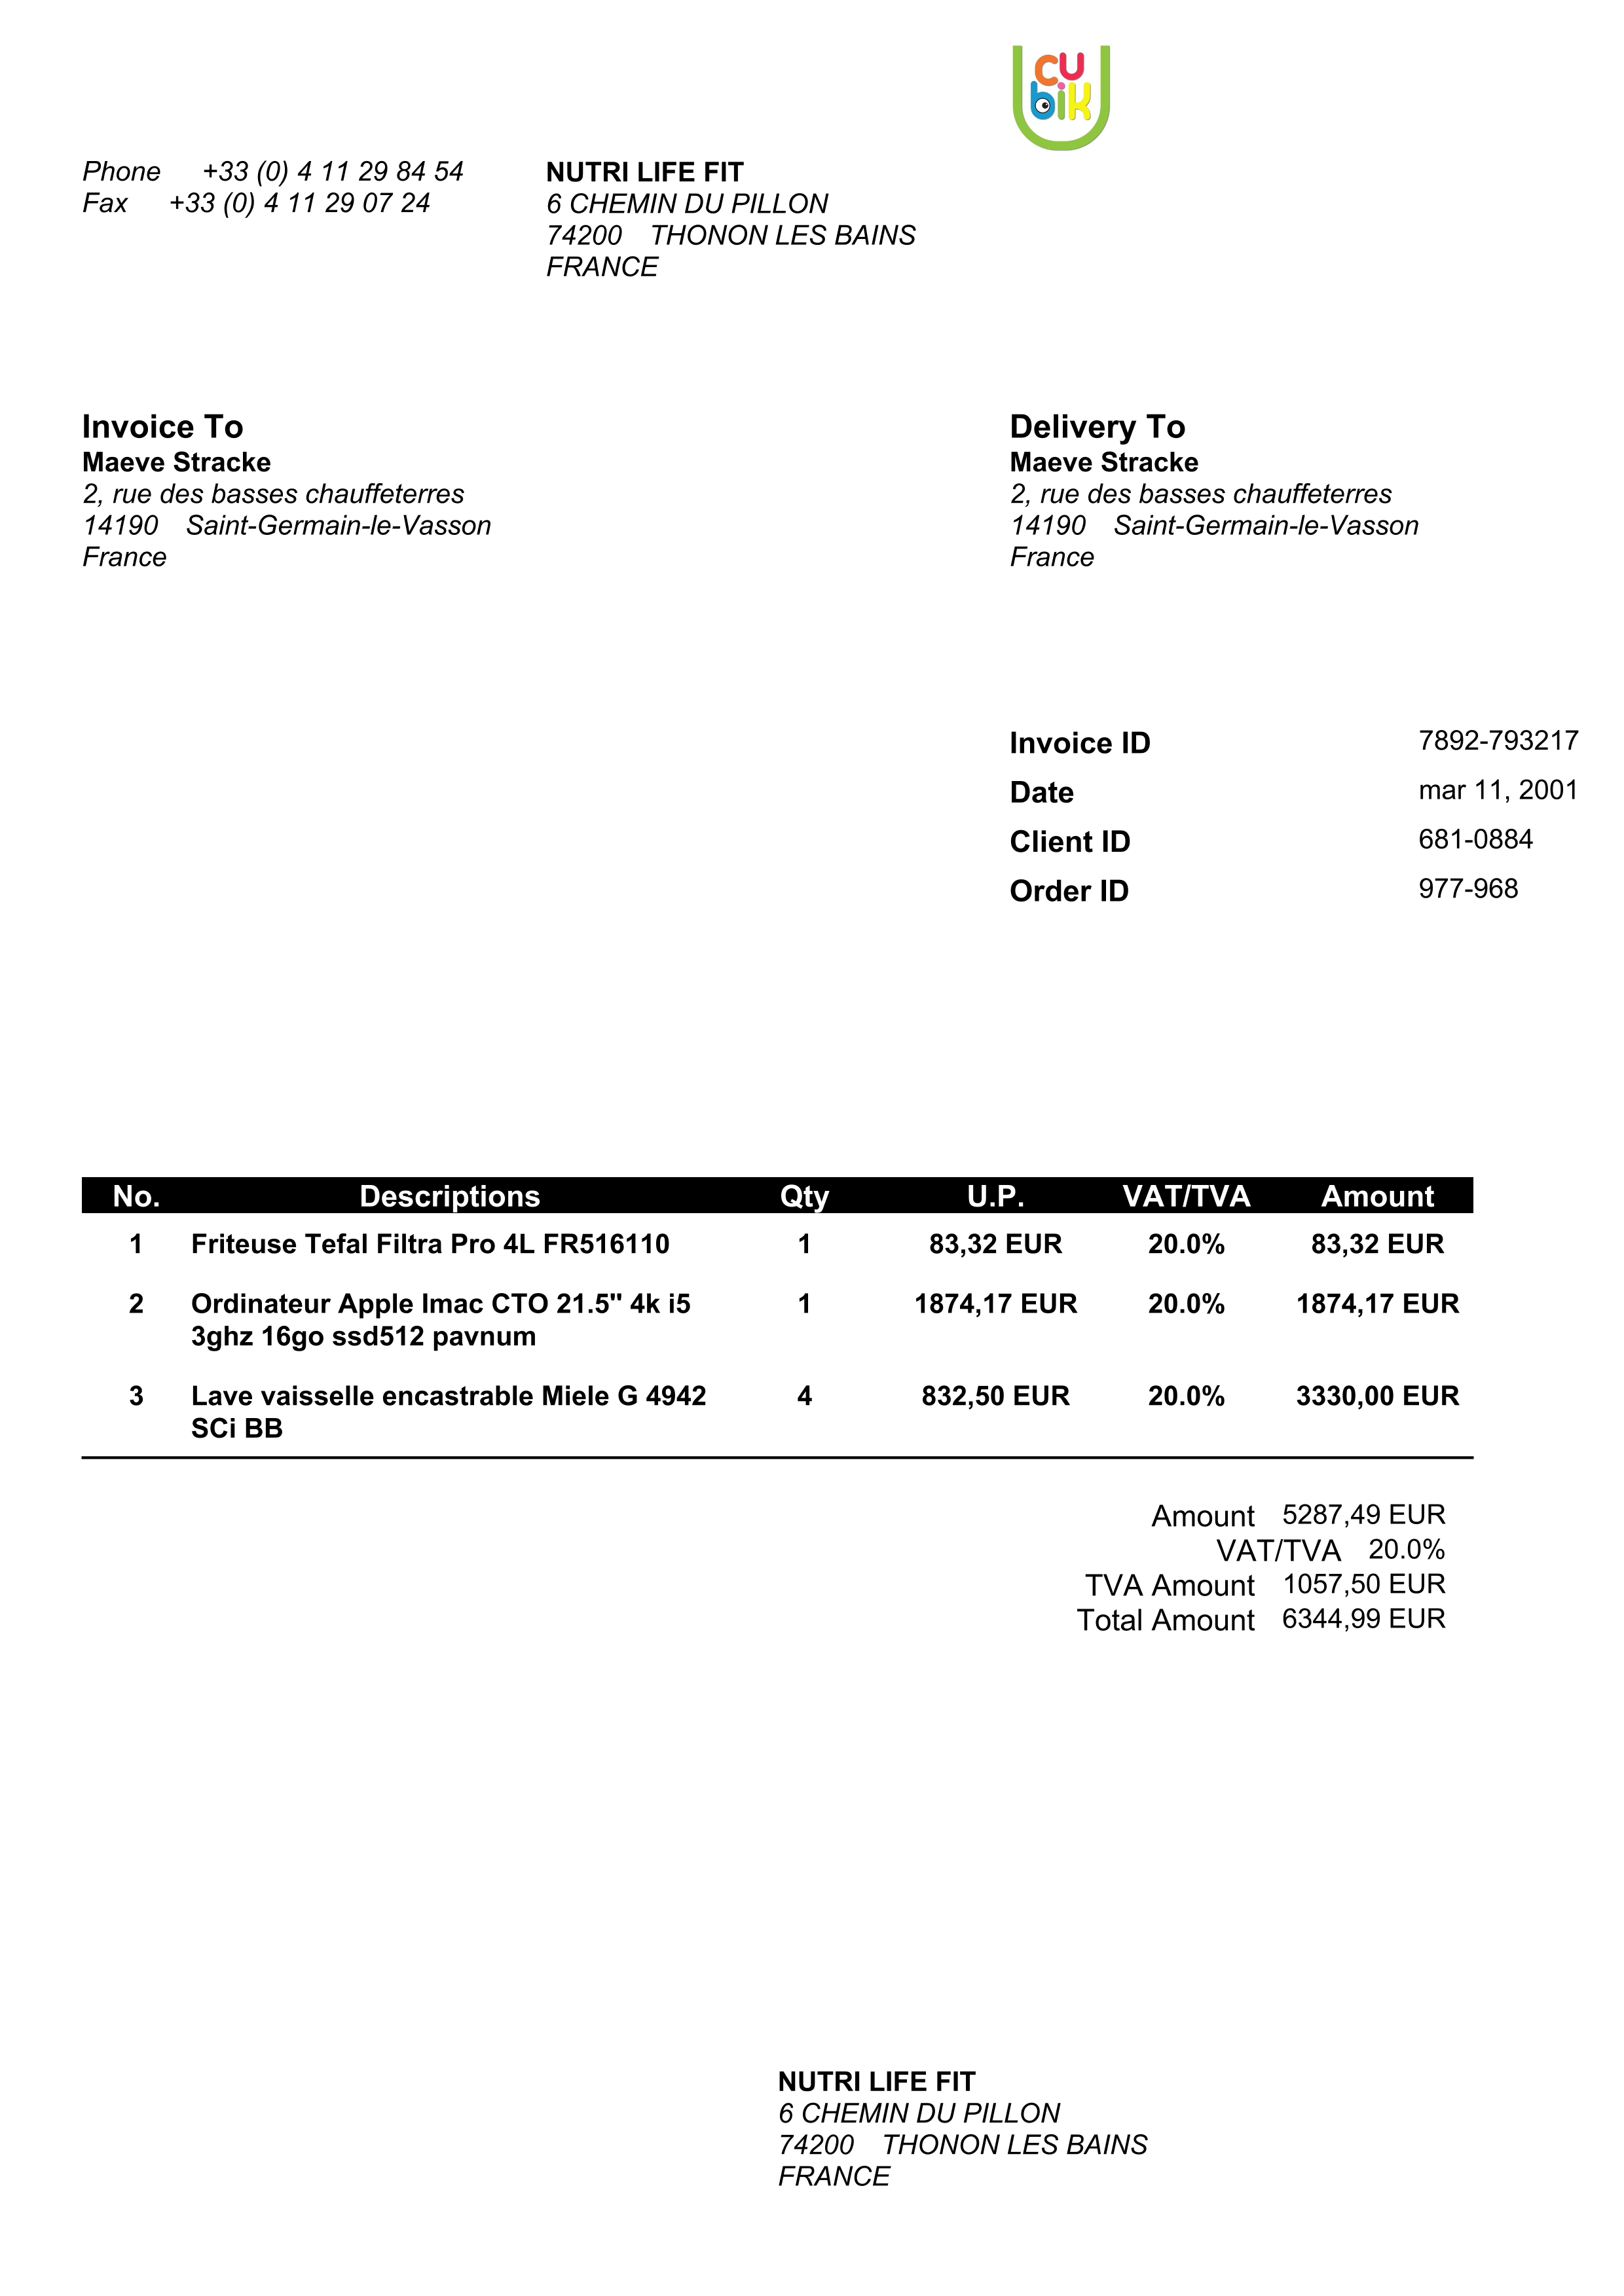 cu
bik
Phone +33 (0) 4 11 29 84 54
Fax +33 (0) 4 11 29 07 24
NUTRI LIFE FIT
6 CHEMIN DU PILLON
74200 THONON LES BAINS
FRANCE
Invoice To
Maeve Stracke
2, rue des basses chauffeterres
14190 Saint-Germain-le-Vasson
France
Delivery To
Maeve Stracke
2, rue des basses chauffeterres
14190 Saint-Germain-le-Vasson
France
Invoice ID 7892-793217
Date mar 11, 2001
Client ID 681-0884
Order ID 977-968
No. Descriptions Qty U.P. VAT/TVA Amount
1 Friteuse Tefal Filtra Pro 4L FR516110 1 83,32 EUR 20.0% 83,32 EUR
2 Ordinateur Apple Imac CTO 21.5" 4k i5 1 1874,17 EUR 20.0% 1874,17 EUR
3ghz 16go ssd512 pavnum
3 Lave vaisselle encastrable Miele G 4942 4 832,50 EUR 20.0% 3330,00 EUR
SCi BB
Amount 5287,49 EUR
VAT/TVA 20.0%
TVA Amount 1057,50 EUR
Total Amount 6344,99 EUR
NUTRI LIFE FIT
6 CHEMIN DU PILLON
74200 THONON LES BAINS
FRANCE